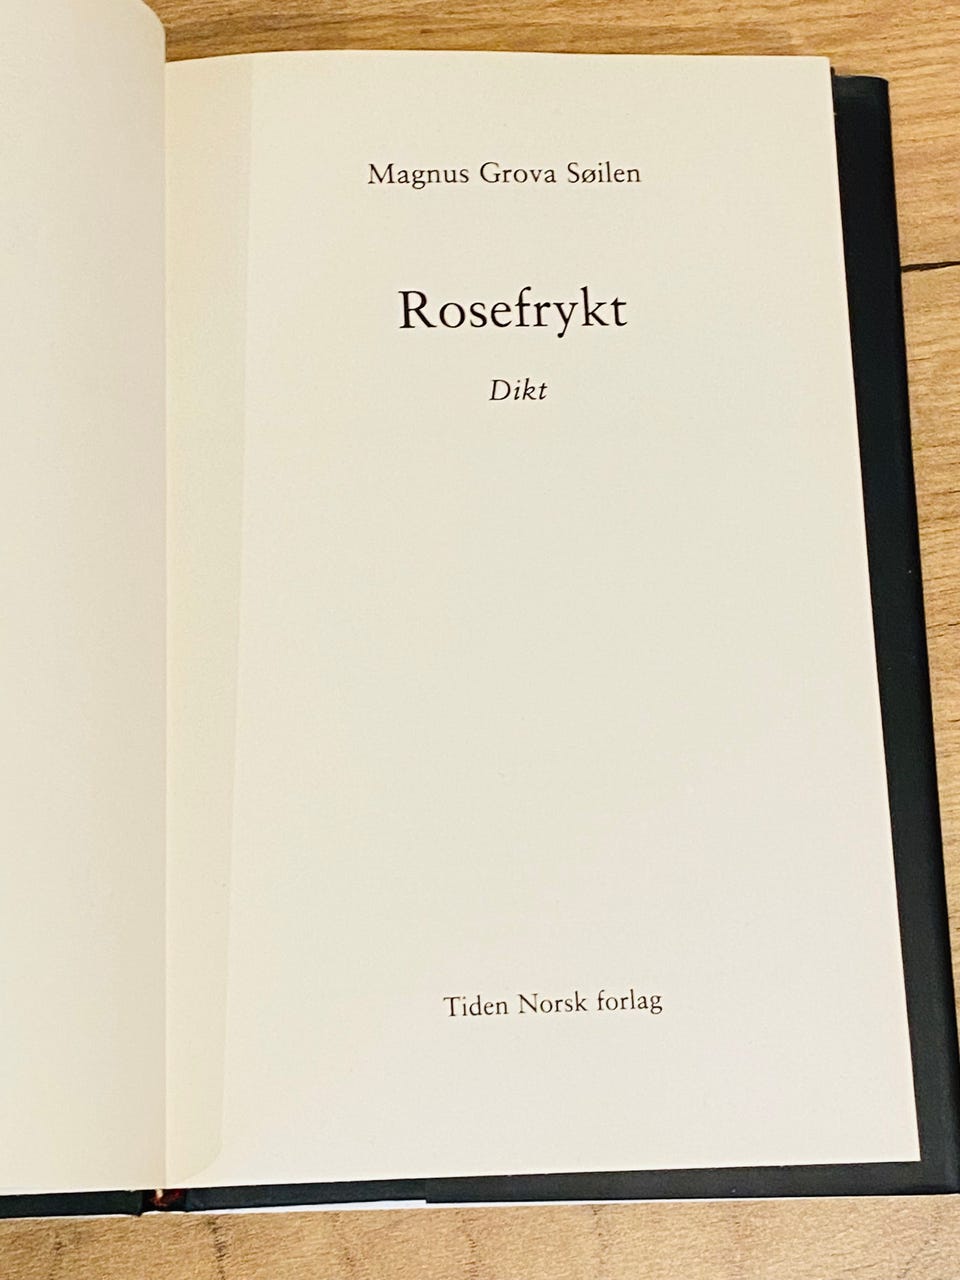 Magnus Grova Søilen
Rosefrykt
Dikt
Tiden Norsk forlag